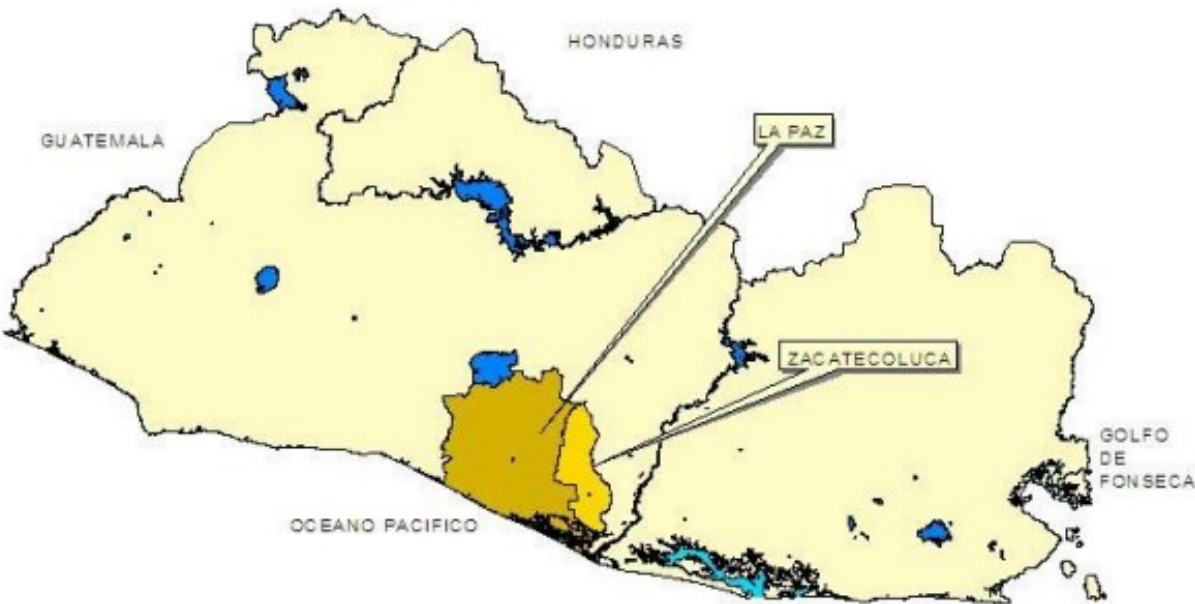 HONDURAS
LA PAZ
GUATEMALA
ZACATECOLUCA
GOLFO
DE
FONSECA
OCEANO PACIFICO